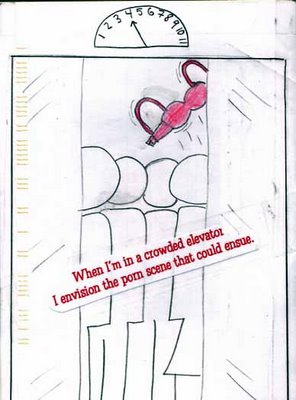 1 2 3 4 5 6 7 8 9 10 11
When I'm in a crowded elevator
I envision the porn scene that could ensue.